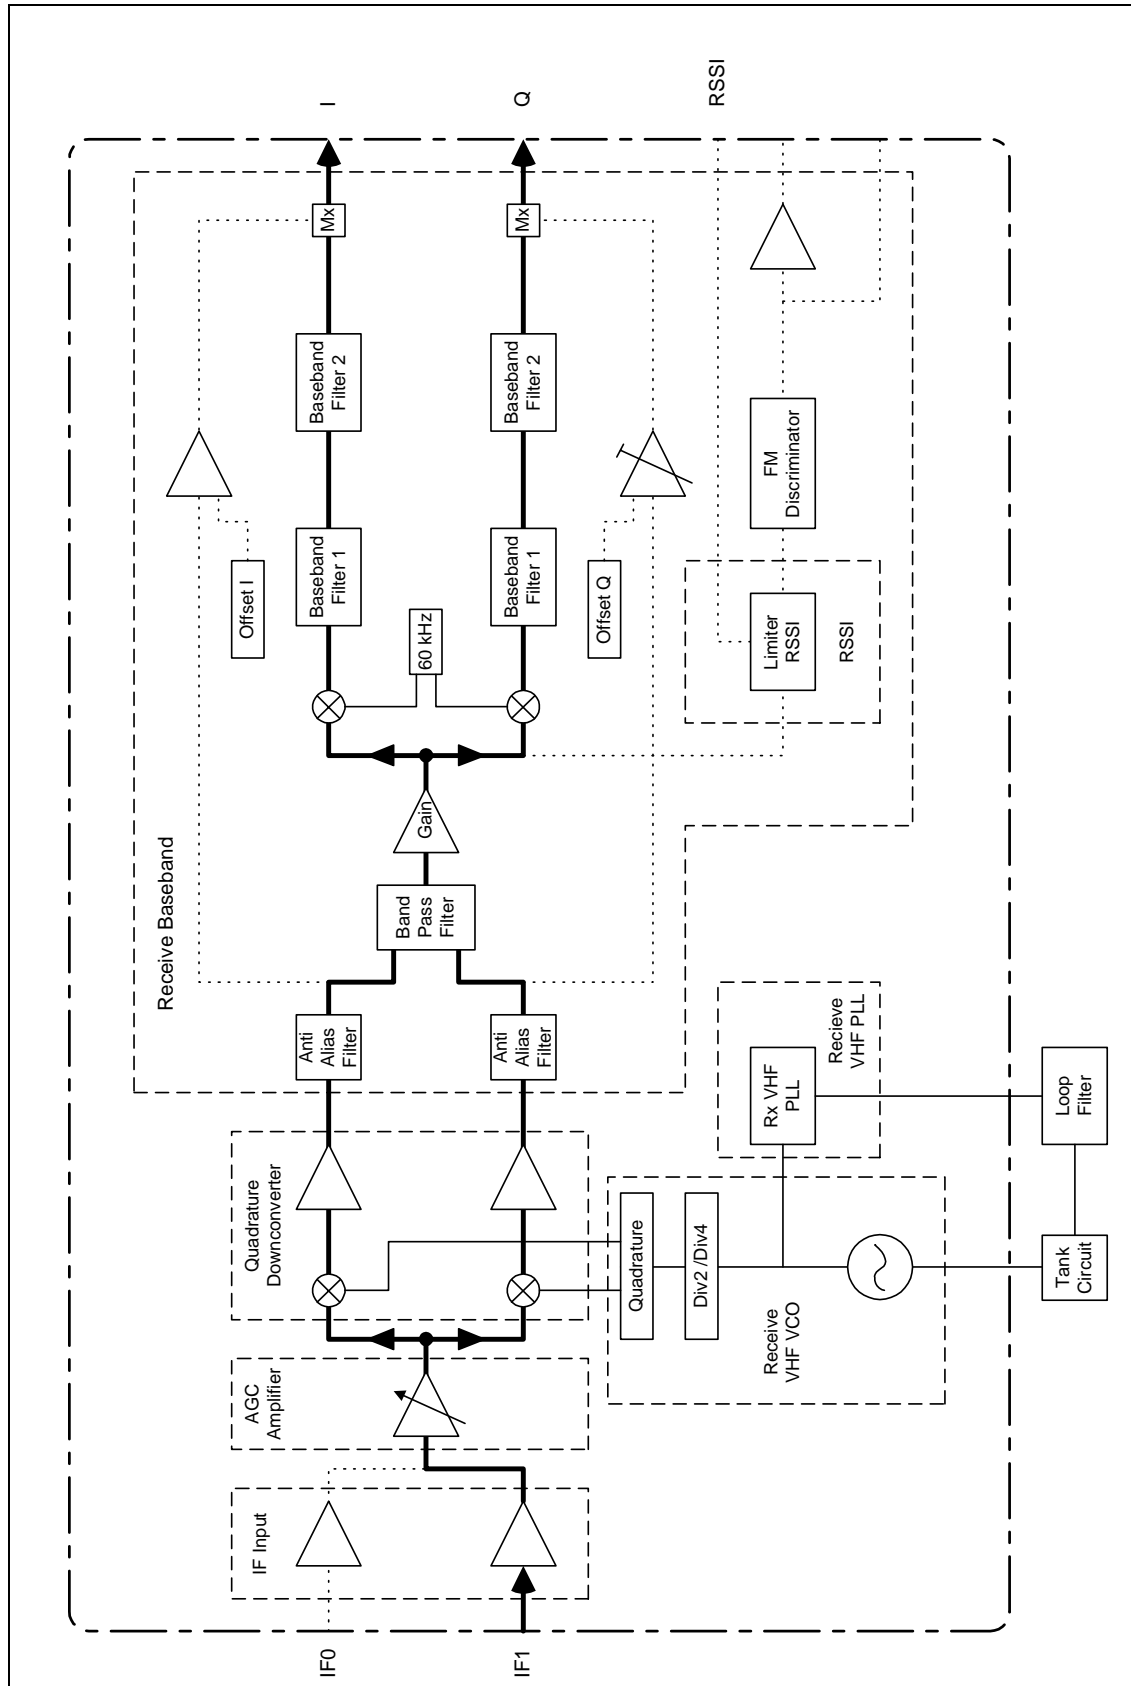 I
Q
RSSI
Mx
Mx
Baseband
Filter 2
Baseband
Filter 2
FM
Discriminator
Baseband
Filter 1
Baseband
Filter 1
Offset I
Offset Q
60 kHz
Limiter
RSSI
RSSI
Gain
Receive Baseband
Band
Pass
Filter
Anti
Alias
Filter
Anti
Alias
Filter
Rx VHF
PLL
Recieve
VHF PLL
Loop
Filter
Quadrature
Downconverter
Quadrature
Div2 /Div4
Receive
VHF VCO
Tank
Circuit
AGC
Amplifier
IF Input
IF0
IF1